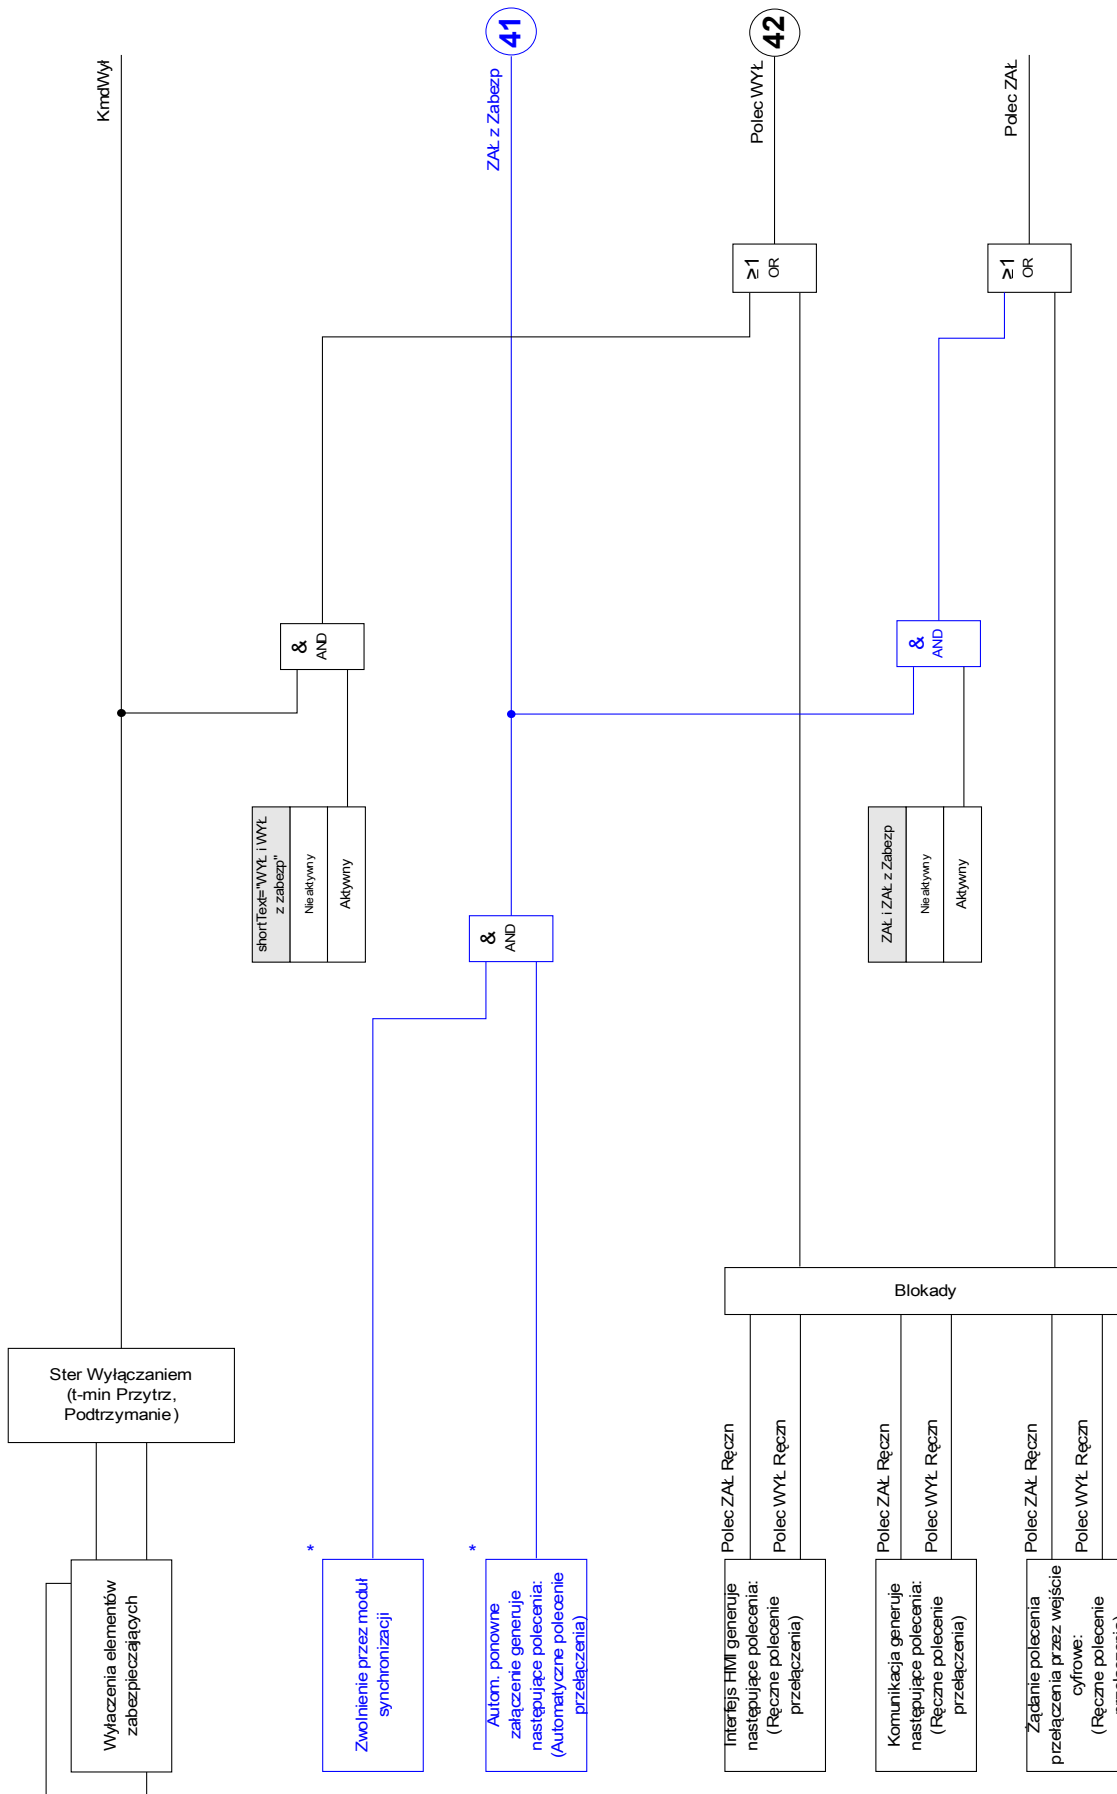 KmdWył
41
ZAŁ z Zabezp
42
Polec WYŁ
Polec ZAŁ
≥1
OR
≥1
OR
&
AND
&
AND
shortText="WYŁ i WYŁ
z zabezp"
Nieaktywny
Aktywny
ZAŁ i ZAŁ z Zabezp
Nieaktywny
Aktywny
&
AND
Blokady
Ster Wyłączaniem
(t-min Przytrz,
Podtrzymanie)
Wyłączenia elementów
zabezpieczających
*
Zwolnienie przez moduł
synchronizacji
*
Autom. ponowne
załączenie generuje
następujące polecenia:
(Automatyczne polecenie
przełączenia)
Polec ZAŁ Ręczn
Polec WYŁ Ręczn
Interfejs HMI generuje
następujące polecenia:
(Ręczne polecenie
przełączenia)
Polec ZAŁ Ręczn
Polec WYŁ Ręczn
Komunikacja generuje
następujące polecenia:
(Ręczne polecenie
przełączenia)
Polec ZAŁ Ręczn
Polec WYŁ Ręczn
Żądanie polecenia
przełączenia przez wejście
cyfrowe:
(Ręczne polecenie